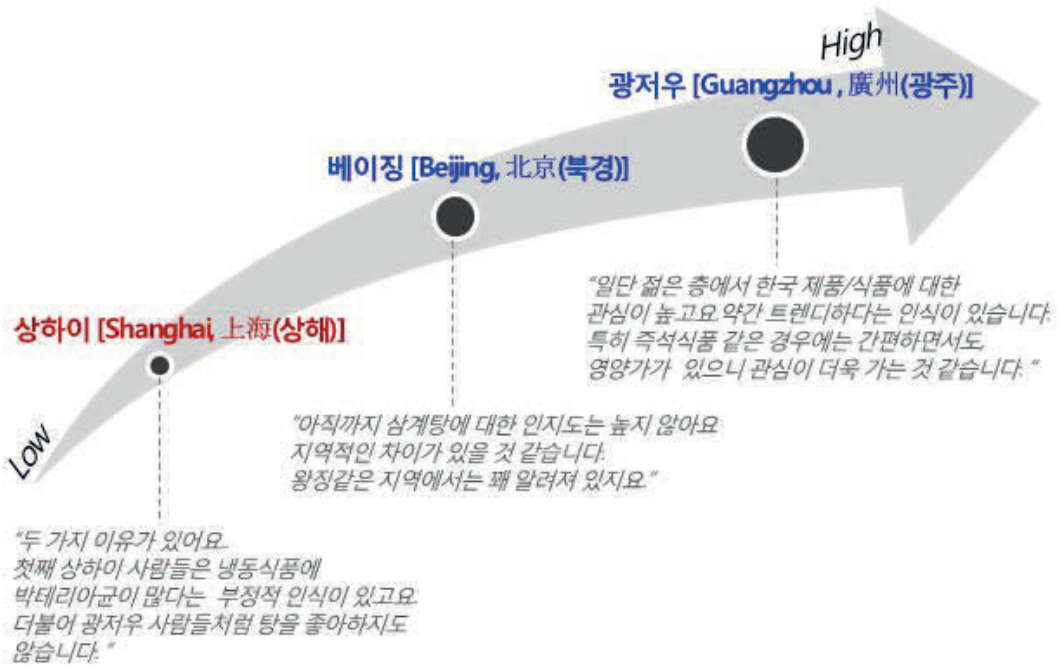 High
광저우 [Guangzhou , 廣州(광주)]
베이징 [Beijing, 北京(북경)]
“일단 젊은 층에서 한국 제품/식품에 대한
관심이 높고요.약간 트렌디하다는 인식이 있습니다.
특히 즉석식품 같은 경우에는 간편하면서도,
영양가가 있으니 관심이 더욱 가는 것 같습니다. “
상하이 [Shanghai, 上海(상해)]
Low
“아직까지 삼계탕에 대한 인지도는 높지 않아요
지역적인 차이가 있을 것 같습니다.
왕징같은 지역에서는 꽤 알려져 있지요.”
“두 가지 이유가 있어요.
첫째 상하이 사람들은 냉동식품에
박테리아균이 많다는 부정적 인식이 있고요.
더불어 광저우 사람들처럼 탕을 좋아하지도
않습니다. “